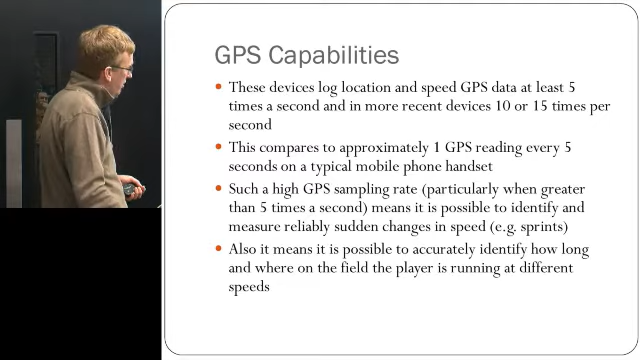 GPS Capabilities
These devices log location and speed GPS data at least 5
times a second and in more recent devices 10 or 15 times per
second
This compares to approximately 1 GPS reading every 5
seconds on a typical mobile phone handset
Such a high GPS sampling rate (particularly when greater
than 5 times a second) means it is possible to identify and
measure reliably sudden changes in speed (e.g. sprints)
Also it means it is possible to accurately identify how long
and where on the field the player is running at different
speeds